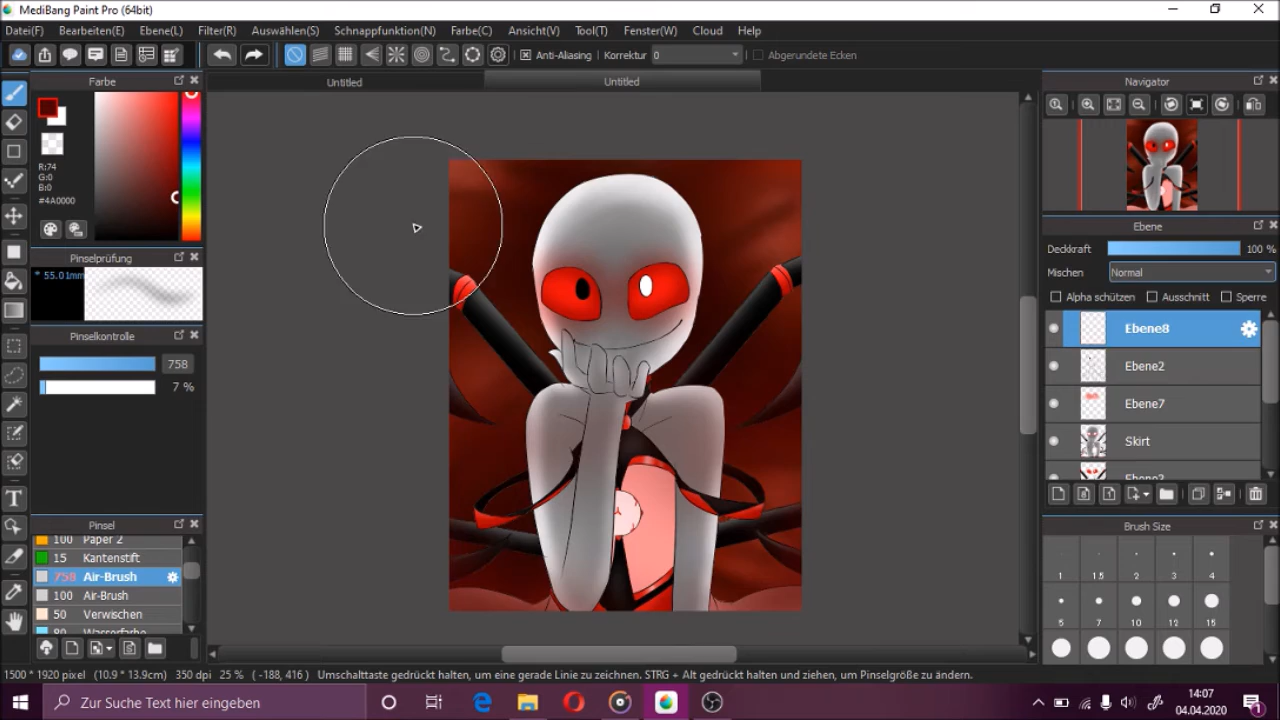 MediBang Paint Pro (64bit)
Datei(F) Bearbeiten(E) Ebene(L) Filter(R) Auswählen(S) Schnappfunktion(N) Farbe(C) Ansicht(V) Tool(T) Fenster(W) Cloud Help
Anti-Aliasing Korrektur 0 Abgerundete Ecken
Farbe
Untitled
Untitled
Navigator
R:74
G:0
B:0
#4A0000
Ebene
Deckkraft 100 %
Pinselprüfung
* 55.01mm
Mischen Normal
Alpha schützen Ausschnitt Sperre
Ebene8
Pinselkontrolle
758
7 %
Ebene2
Ebene7
Skirt
Pinsel
Brush Size
100 Paper 2
15 Kantenstift
758 Air-Brush
100 Air-Brush
50 Verwischen
80 Wasserfarbe
1 1.5 2 3 4
5 7 10 12 15
1500 * 1920 pixel (10.9 * 13.9cm) 350 dpi 25 % ( -188, 416 ) Umschalttaste gedrückt halten, um eine gerade Linie zu zeichnen. STRG + Alt gedrückt halten und ziehen, um Pinselgröße zu ändern.
Zur Suche Text hier eingeben
14:07
04.04.2020
1